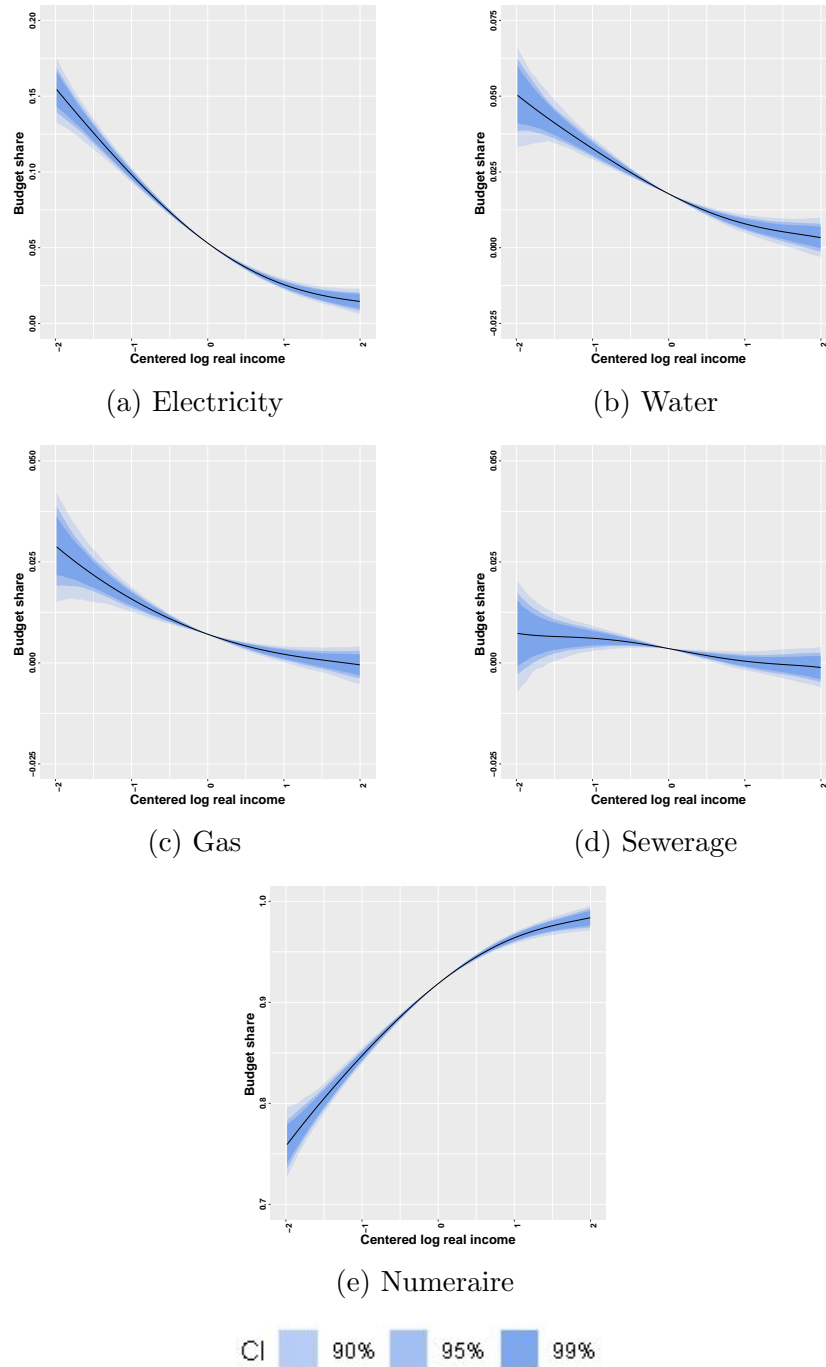 Budget share
0.20
0.15
0.10
0.05
0.00
−2
−1
0
1
2
Centered log real income
(a) Electricity
Budget share
0.075
0.050
0.025
0.000
−0.025
−2
−1
0
1
2
Centered log real income
(b) Water
Budget share
0.050
0.025
0.000
−0.025
−2
−1
0
1
2
Centered log real income
(c) Gas
Budget share
0.050
0.025
0.000
−0.025
−2
−1
0
1
2
Centered log real income
(d) Sewerage
Budget share
1.0
0.9
0.8
0.7
−2
−1
0
1
2
Centered log real income
(e) Numeraire
CI 90% 95% 99%